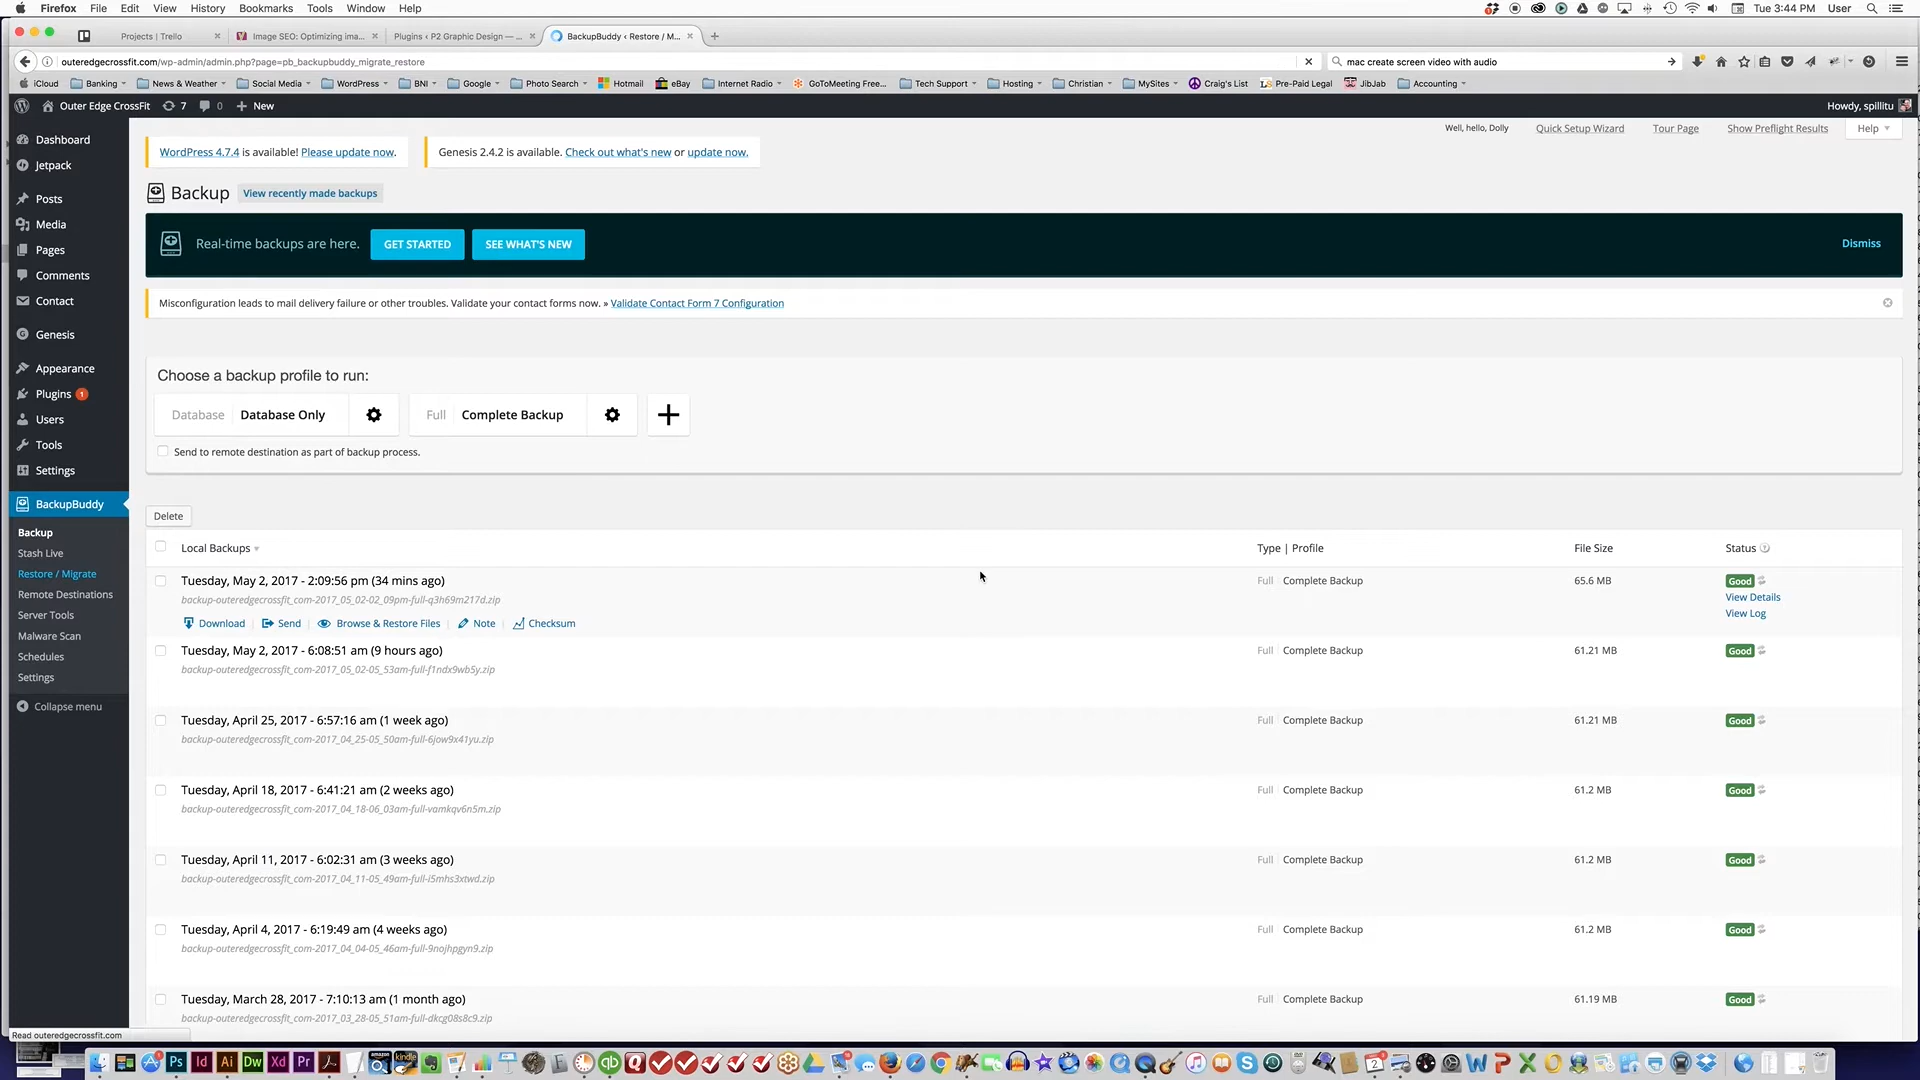 Firefox File Edit View History Bookmarks Tools Window Help Tue 3:44 PM User
Projects | Trello Image SEO: Optimizing ima... Plugins ‹ P2 Graphic Design — ... BackupBuddy ‹ Restore / M...
outeredgecrossfit.com/wp-admin/admin.php?page=pb_backupbuddy_migrate_restore mac create screen video with audio
iCloud Banking News & Weather Social Media WordPress BNI Google Photo Search Hotmail eBay Internet Radio GoToMeeting Free... Tech Support Hosting Christian MySites Craig's List Pre-Paid Legal JibJab Accounting
Outer Edge CrossFit 7 0 New Howdy, spillitu
Well, hello, Dolly Quick Setup Wizard Tour Page Show Preflight Results Help
Dashboard
Jetpack
Posts
Media
Pages
Comments
Contact
Genesis
Appearance
Plugins 1
Users
Tools
Settings
BackupBuddy
Backup
Stash Live
Restore / Migrate
Remote Destinations
Server Tools
Malware Scan
Schedules
Settings
Collapse menu
WordPress 4.7.4 is available! Please update now.
Genesis 2.4.2 is available. Check out what's new or update now.
Backup View recently made backups
Real-time backups are here. GET STARTED SEE WHAT'S NEW Dismiss
Misconfiguration leads to mail delivery failure or other troubles. Validate your contact forms now. » Validate Contact Form 7 Configuration
Choose a backup profile to run:
Database Database Only Full Complete Backup
Send to remote destination as part of backup process.
Delete
Local Backups Type | Profile File Size Status
Tuesday, May 2, 2017 - 2:09:56 pm (34 mins ago) Full Complete Backup 65.6 MB Good
backup-outeredgecrossfit_com-2017_05_02-02_09pm-full-q3h69m217d.zip View Details
Download Send Browse & Restore Files Note Checksum View Log
Tuesday, May 2, 2017 - 6:08:51 am (9 hours ago) Full Complete Backup 61.21 MB Good
backup-outeredgecrossfit_com-2017_05_02-05_53am-full-f1ndx9wb5y.zip
Tuesday, April 25, 2017 - 6:57:16 am (1 week ago) Full Complete Backup 61.21 MB Good
backup-outeredgecrossfit_com-2017_04_25-05_50am-full-6jow9x41yu.zip
Tuesday, April 18, 2017 - 6:41:21 am (2 weeks ago) Full Complete Backup 61.2 MB Good
backup-outeredgecrossfit_com-2017_04_18-06_03am-full-vamkqv6n5m.zip
Tuesday, April 11, 2017 - 6:02:31 am (3 weeks ago) Full Complete Backup 61.2 MB Good
backup-outeredgecrossfit_com-2017_04_11-05_49am-full-i5mhs3xtwd.zip
Tuesday, April 4, 2017 - 6:19:49 am (4 weeks ago) Full Complete Backup 61.2 MB Good
backup-outeredgecrossfit_com-2017_04_04-05_46am-full-9nojhpgyn9.zip
Tuesday, March 28, 2017 - 7:10:13 am (1 month ago) Full Complete Backup 61.19 MB Good
backup-outeredgecrossfit_com-2017_03_28-05_51am-full-dkcg08s8c9.zip
Read outeredgecrossfit.com
Ps Id Ai Dw Xd Pr amazon kindle